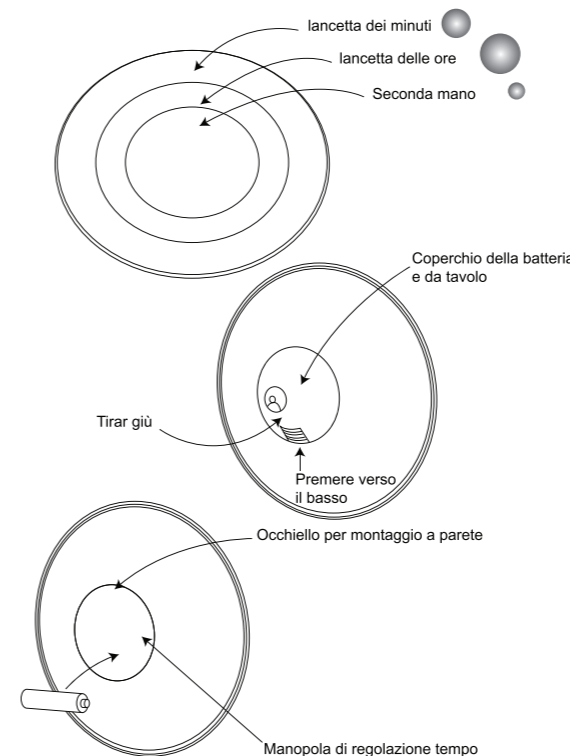 lancetta dei minuti
lancetta delle ore
Seconda mano
Coperchio della batteria
e da tavolo
Tirar giù
Premere verso
il basso
Occhiello per montaggio a parete
Manopola di regolazione tempo